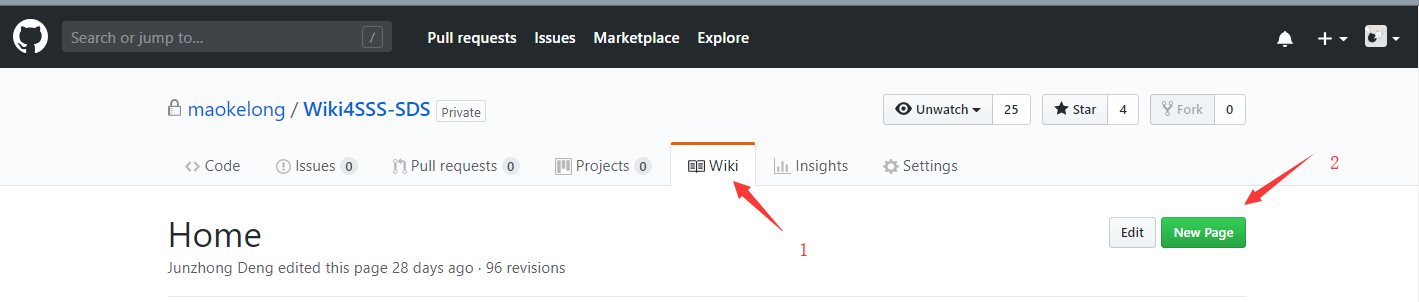 Search or jump to... / Pull requests Issues Marketplace Explore
maokelong / Wiki4SSS-SDS Private Unwatch 25 Star 4 Fork 0
Code Issues 0 Pull requests 0 Projects 0 Wiki Insights Settings
2
Home Edit New Page
1
Junzhong Deng edited this page 28 days ago · 96 revisions